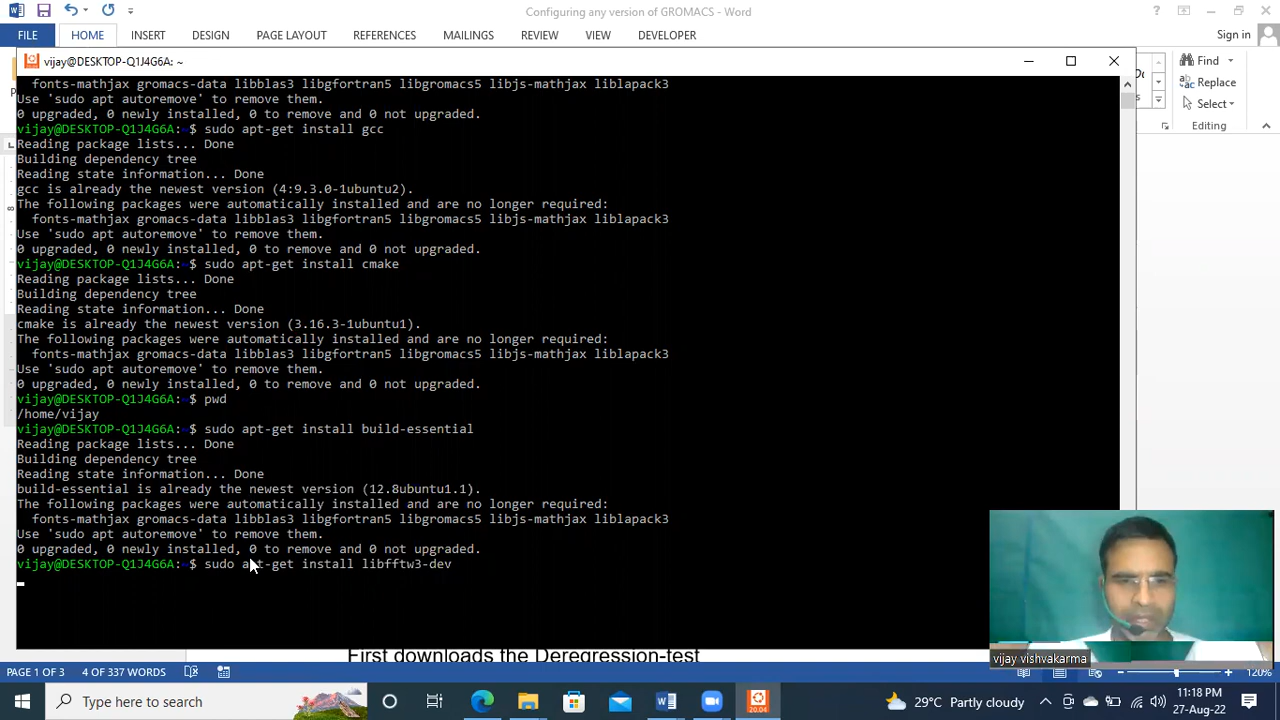 Configuring any version of GROMACS - Word
FILE HOME INSERT DESIGN PAGE LAYOUT REFERENCES MAILINGS REVIEW VIEW DEVELOPER Sign in
vijay@DESKTOP-Q1J4G6A: ~
Find
Replace
Select
Editing
fonts-mathjax gromacs-data libblas3 libgfortran5 libgromacs5 libjs-mathjax liblapack3
Use 'sudo apt autoremove' to remove them.
0 upgraded, 0 newly installed, 0 to remove and 0 not upgraded.
vijay@DESKTOP-Q1J4G6A:~$ sudo apt-get install gcc
Reading package lists... Done
Building dependency tree
Reading state information... Done
gcc is already the newest version (4:9.3.0-1ubuntu2).
The following packages were automatically installed and are no longer required:
fonts-mathjax gromacs-data libblas3 libgfortran5 libgromacs5 libjs-mathjax liblapack3
Use 'sudo apt autoremove' to remove them.
0 upgraded, 0 newly installed, 0 to remove and 0 not upgraded.
vijay@DESKTOP-Q1J4G6A:~$ sudo apt-get install cmake
Reading package lists... Done
Building dependency tree
Reading state information... Done
cmake is already the newest version (3.16.3-1ubuntu1).
The following packages were automatically installed and are no longer required:
fonts-mathjax gromacs-data libblas3 libgfortran5 libgromacs5 libjs-mathjax liblapack3
Use 'sudo apt autoremove' to remove them.
0 upgraded, 0 newly installed, 0 to remove and 0 not upgraded.
vijay@DESKTOP-Q1J4G6A:~$ pwd
/home/vijay
vijay@DESKTOP-Q1J4G6A:~$ sudo apt-get install build-essential
Reading package lists... Done
Building dependency tree
Reading state information... Done
build-essential is already the newest version (12.8ubuntu1.1).
The following packages were automatically installed and are no longer required:
fonts-mathjax gromacs-data libblas3 libgfortran5 libgromacs5 libjs-mathjax liblapack3
Use 'sudo apt autoremove' to remove them.
0 upgraded, 0 newly installed, 0 to remove and 0 not upgraded.
vijay@DESKTOP-Q1J4G6A:~$ sudo apt-get install libfftw3-dev
First downloads the Deregression-test
vijay vishvakarma
PAGE 1 OF 3 4 OF 337 WORDS 120%
Type here to search
20.04
29°C Partly cloudy
11:18 PM
27-Aug-22